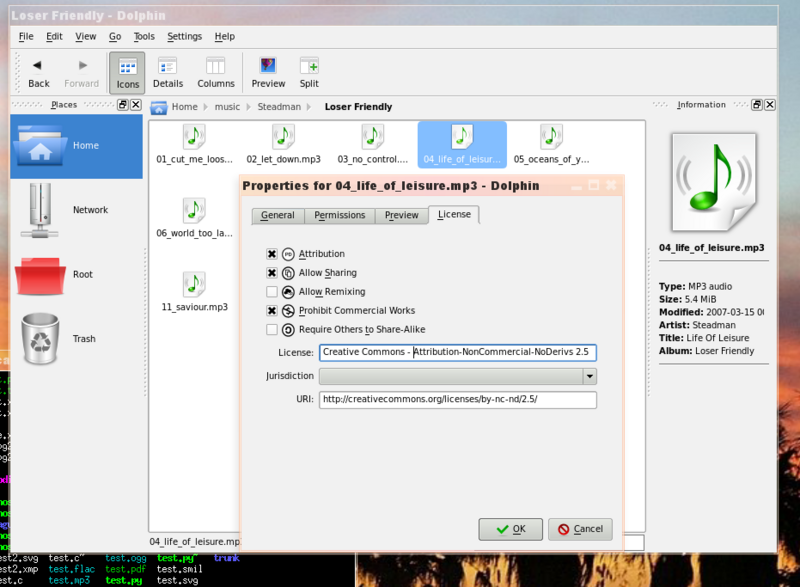 Loser Friendly - Dolphin
File Edit View Go Tools Settings Help
Back Forward Icons Details Columns Preview Split
Places
Home music Steadman Loser Friendly
Information
Home
Network
Root
Trash
01_cut_me_loos... 02_let_down.mp3 03_no_control.... 04_life_of_leisur... 05_oceans_of_y...
06_world_too_la...
11_saviour.mp3
Properties for 04_life_of_leisure.mp3 - Dolphin
General Permissions Preview License
Attribution
Allow Sharing
Allow Remixing
Prohibit Commercial Works
Require Others to Share-Alike
License: Creative Commons - Attribution-NonCommercial-NoDerivs 2.5
Jurisdiction
URI: http://creativecommons.org/licenses/by-nc-nd/2.5/
OK Cancel
04_life_of_leisure.mp3
Type: MP3 audio
Size: 5.4 MiB
Modified: 2007-03-15 00
Artist: Steadman
Title: Life Of Leisure
Album: Loser Friendly
04_life_of_leisure.mp
est2.svg test.c~ test.ogg test.py~ trunk
est2.xmp test.flac test.pdf test.smil
est.c test.mp3 test.py test.svg